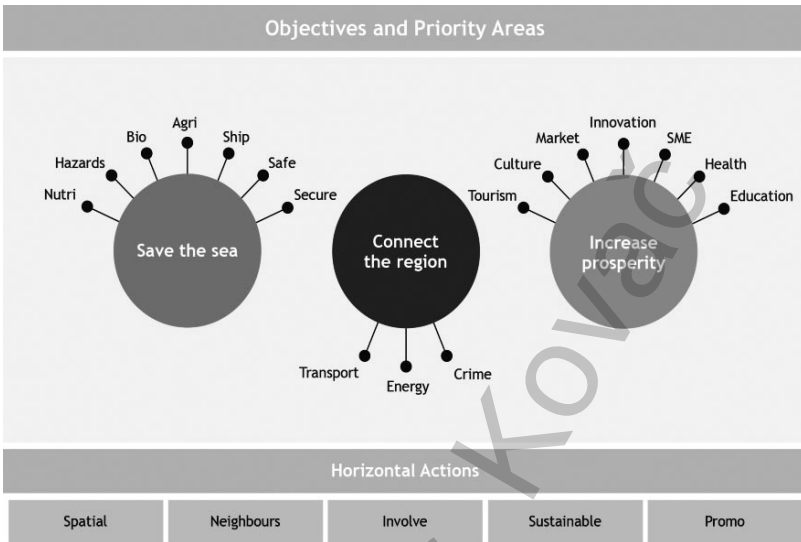 Objectives and Priority Areas
Nutri
Hazards
Bio
Agri
Ship
Safe
Secure
Save the sea
Connect
the region
Transport
Energy
Crime
Tourism
Culture
Market
Innovation
SME
Health
Education
Increase
prosperity
Horizontal Actions
Spatial
Neighbours
Involve
Sustainable
Promo
Kovač